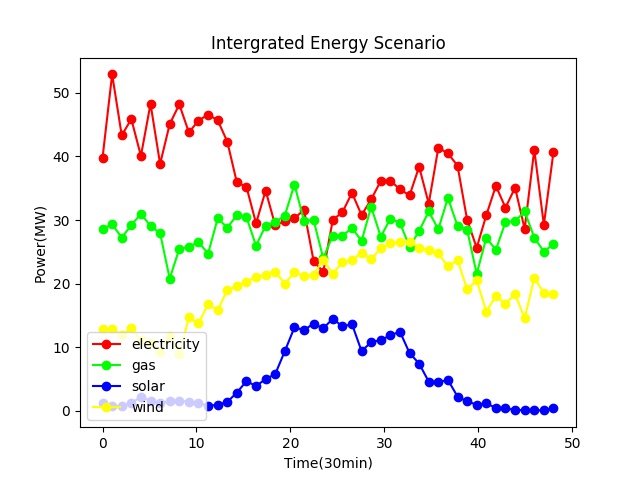 Intergrated Energy Scenario
Power(MW)
50
40
30
20
10
0
electricity
gas
solar
wind
0 10 20 30 40 50
Time(30min)